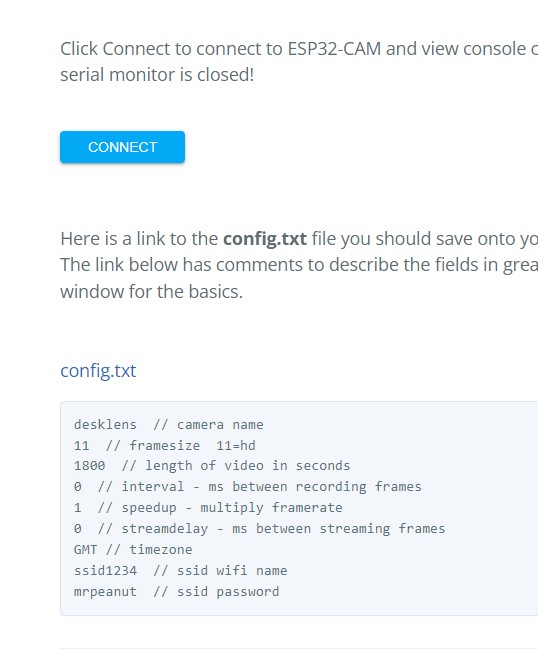 Click Connect to connect to ESP32-CAM and view console
serial monitor is closed!
CONNECT
Here is a link to the config.txt file you should save onto
The link below has comments to describe the fields in
window for the basics.
config.txt
desklens  // camera name
11  // framesize  11=hd
1800  // length of video in seconds
0  // interval - ms between recording frames
1  // speedup - multiply framerate
0  // streamdelay - ms between streaming frames
GMT // timezone
ssid1234  // ssid wifi name
mrpeanut  // ssid password